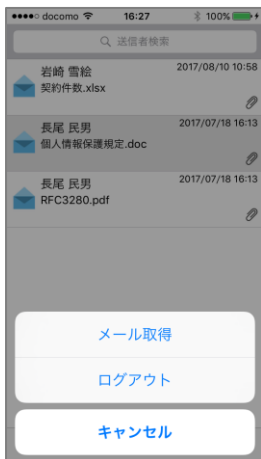 docomo 16:27 100%
送信者検索
岩崎 雪絵 2017/08/10 10:58
契約件数.xlsx
長尾 民男 2017/07/18 16:13
個人情報保護規定.doc
長尾 民男 2017/07/18 16:13
RFC3280.pdf
メール取得
ログアウト
キャンセル